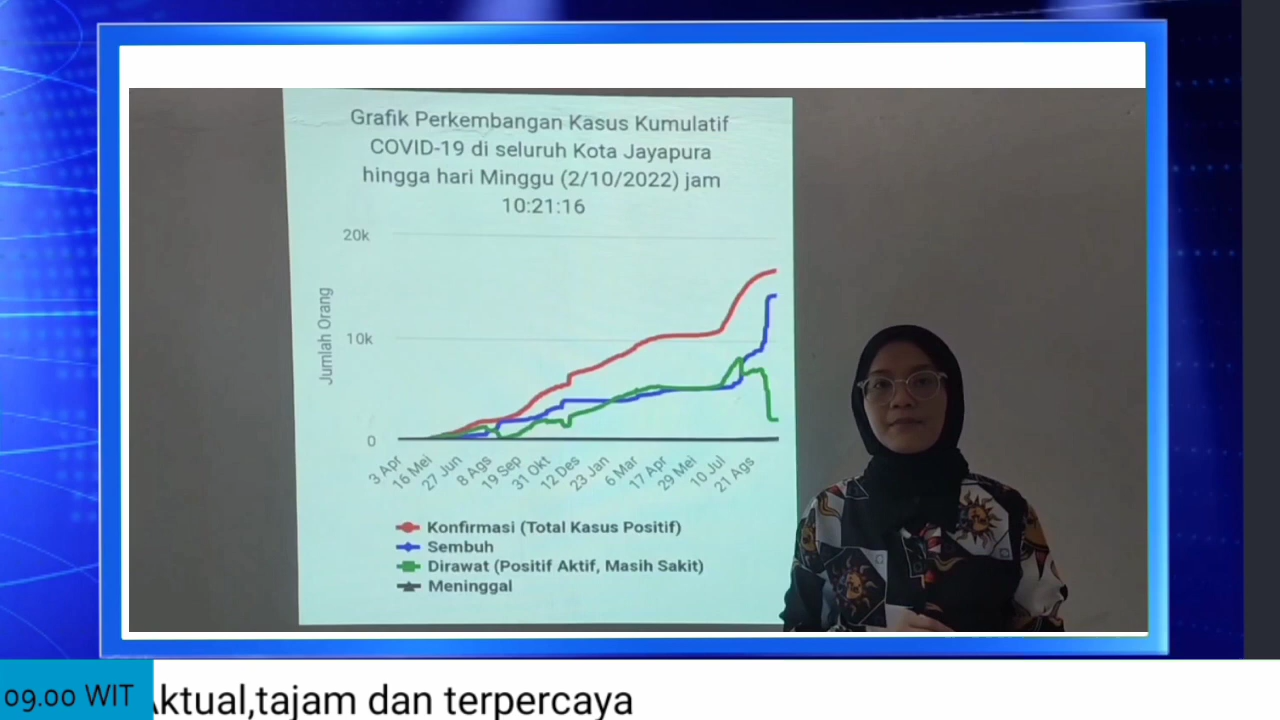 Grafik Perkembangan Kasus Kumulatif
COVID-19 di seluruh Kota Jayapura
hingga hari Minggu (2/10/2022) jam
10:21:16
20k
10k
0
Jumlah Orang
3 Apr
16 Mei
27 Jun
8 Ags
19 Sep
31 Okt
12 Des
23 Jan
6 Mar
17 Apr
29 Mei
10 Jul
21 Ags
Konfirmasi (Total Kasus Positif)
Sembuh
Dirawat (Positif Aktif, Masih Sakit)
Meninggal
09.00 WIT
Aktual,tajam dan terpercaya